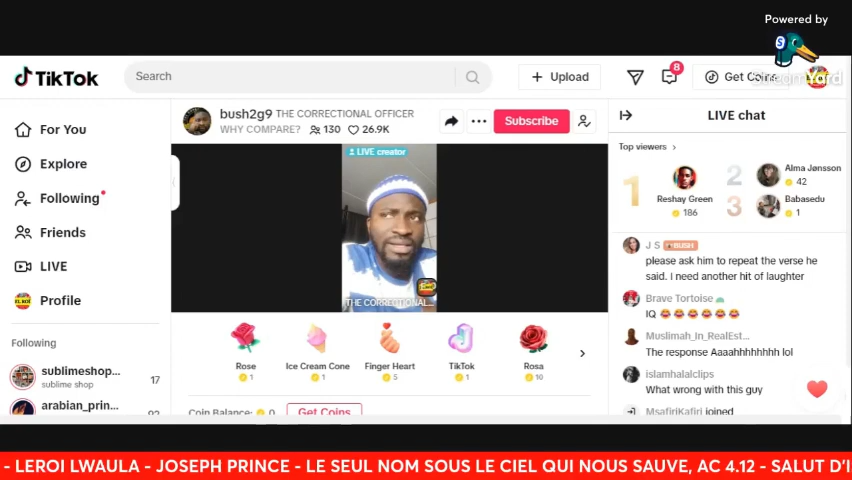 Powered by
StreamYard
TikTok
Search
Upload
8
Get Coins
For You
Explore
Following
Friends
LIVE
Profile
Following
sublimeshop...
sublime shop
17
arabian_prin...
92
bush2g9 THE CORRECTIONAL OFFICER
WHY COMPARE? 130 26.9K
Subscribe
LIVE creator
THE CORRECTIONAL...
Rose
1
Ice Cream Cone
1
Finger Heart
5
TikTok
1
Rosa
10
Coin Balance: 0 Get Coins
LIVE chat
Top viewers
1
Reshay Green
186
2
Alma Jønsson
42
3
Babasedu
1
J S BUSH
please ask him to repeat the verse he
said. I need another hit of laughter
Brave Tortoise
IQ
Muslimah_In_RealEst...
The response Aaaahhhhhhhh lol
islamhalalclips
What wrong with this guy
MsafiriKafiri joined
- LEROI LWAULA - JOSEPH PRINCE - LE SEUL NOM SOUS LE CIEL QUI NOUS SAUVE, AC 4.12 - SALUT D'I